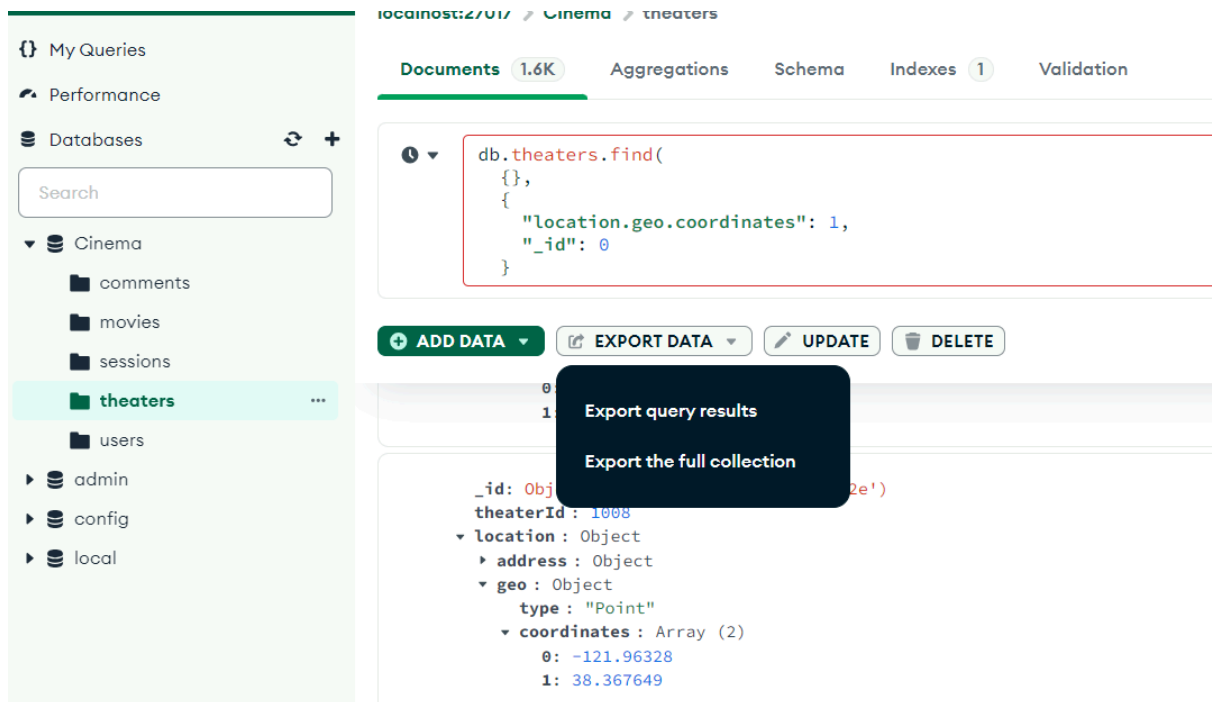 localhost:27017 > Cinema > theaters
{} My Queries
Performance
Databases
Search
Cinema
comments
movies
sessions
theaters ...
users
admin
config
local
Documents 1.6K Aggregations Schema Indexes 1 Validation
db.theaters.find(
{},
{
"location.geo.coordinates": 1,
"_id": 0
}
ADD DATA EXPORT DATA UPDATE DELETE
Export query results
Export the full collection
0:
1:
_id: Obj 2e')
theaterId : 1008
location : Object
address : Object
geo : Object
type : "Point"
coordinates : Array (2)
0: -121.96328
1: 38.367649